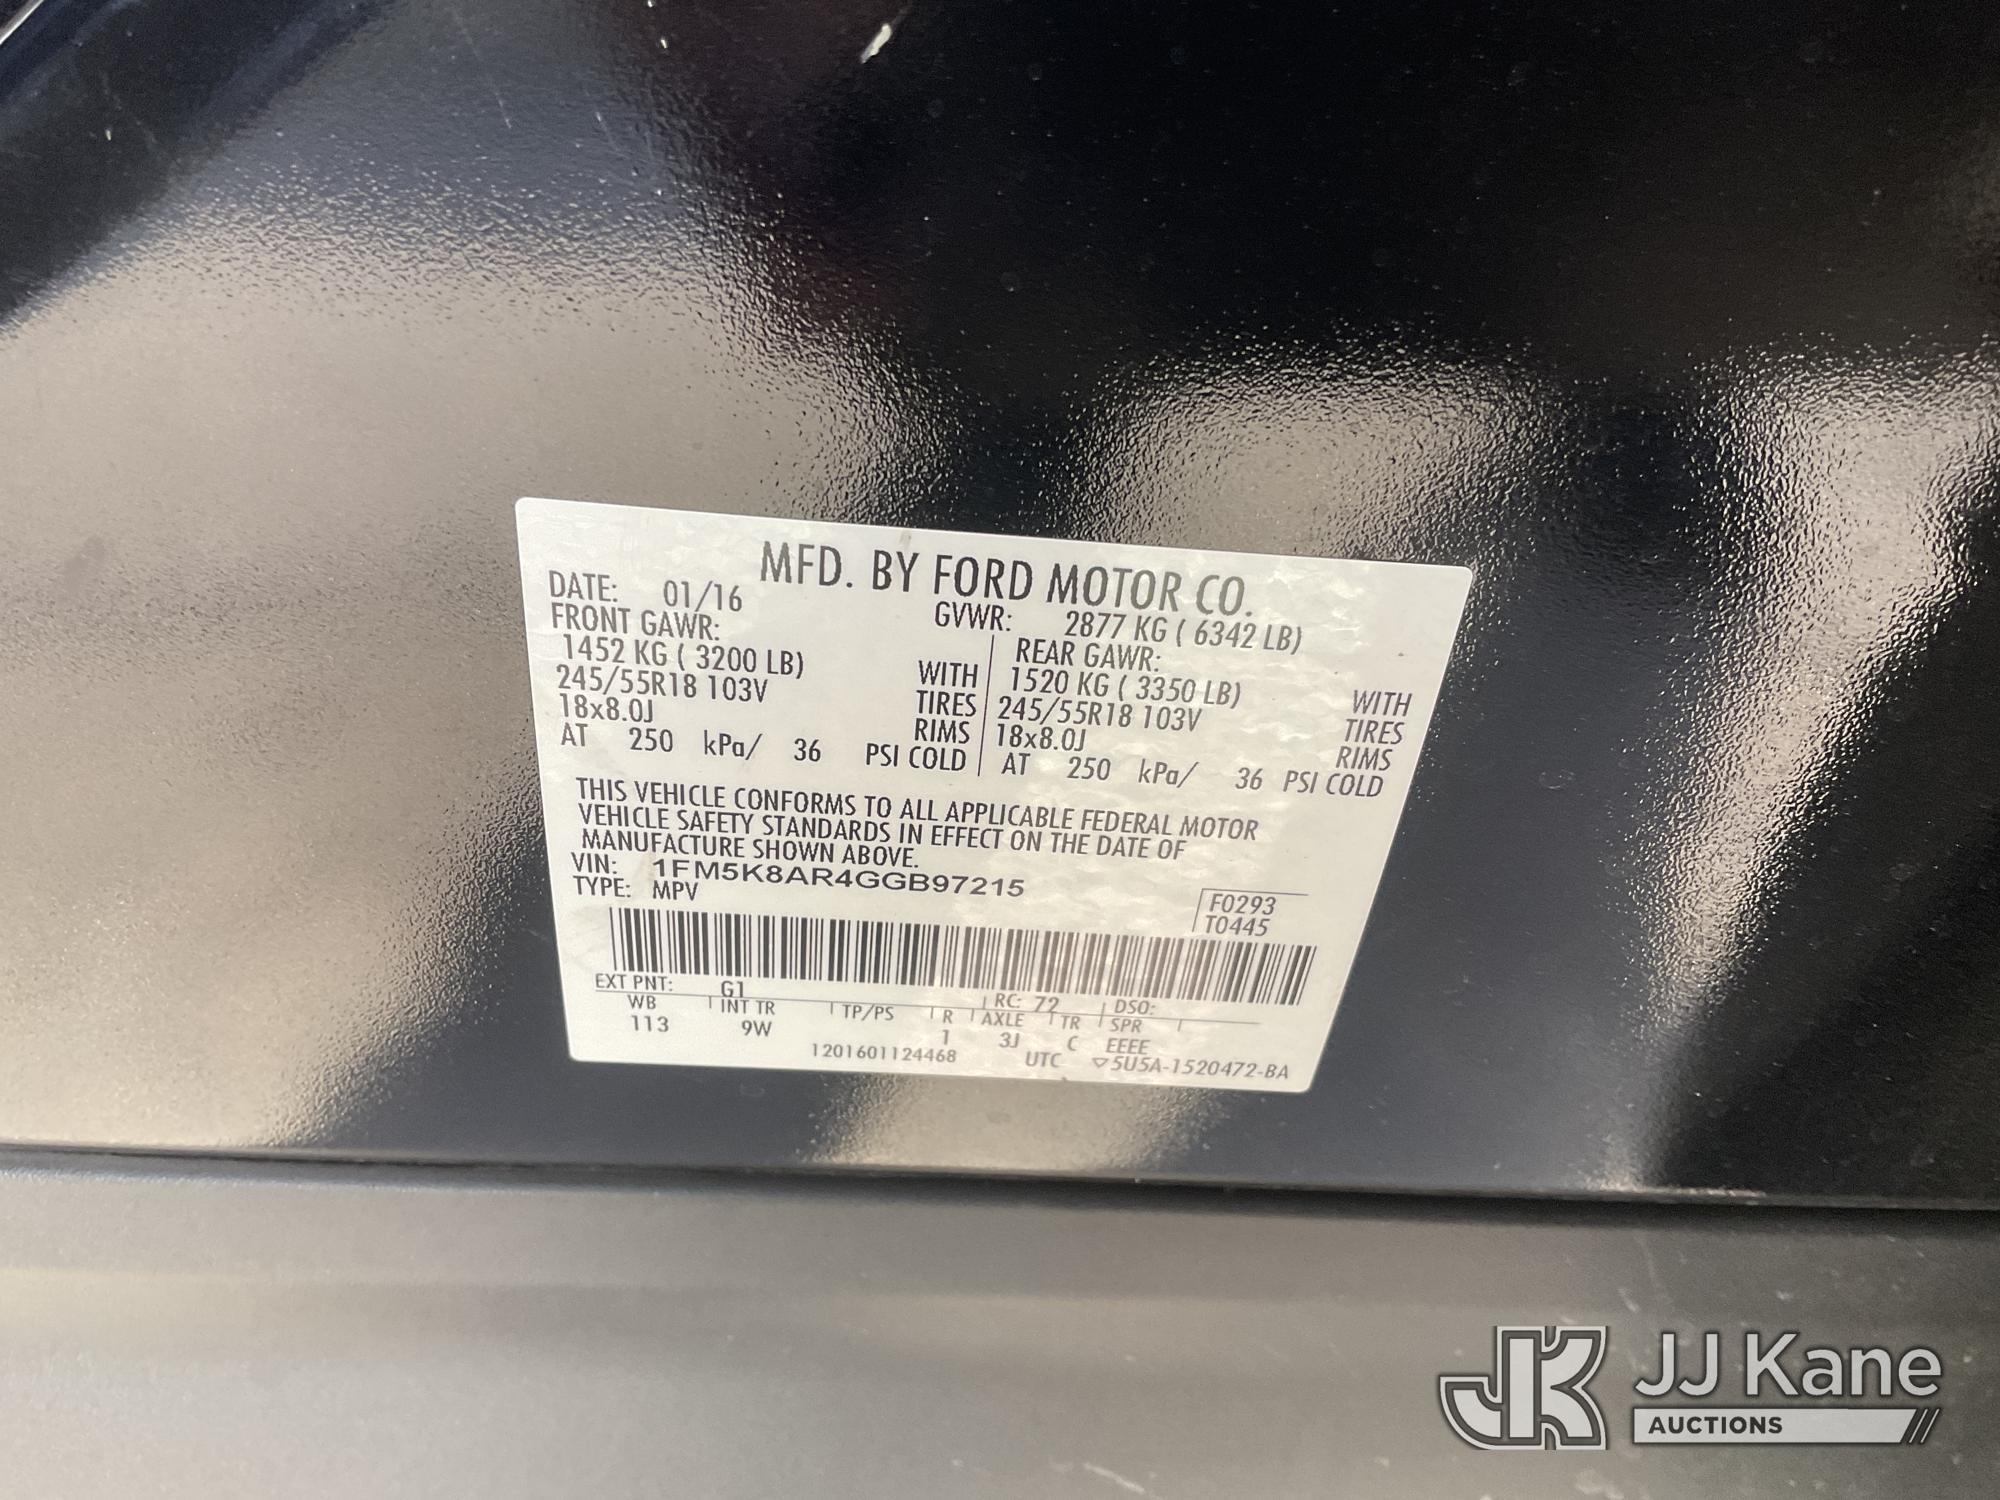 MFD. BY FORD MOTOR CO.
DATE: 01/16
GVWR: 2877 KG ( 6342 LB)
FRONT GAWR:
1452 KG ( 3200 LB) WITH
245/55R18 103V TIRES
18x8.0J RIMS
AT 250 kPa/ 36 PSI COLD
REAR GAWR:
1520 KG ( 3350 LB) WITH
245/55R18 103V TIRES
18x8.0J RIMS
AT 250 kPa/ 36 PSI COLD
THIS VEHICLE CONFORMS TO ALL APPLICABLE FEDERAL MOTOR
VEHICLE SAFETY STANDARDS IN EFFECT ON THE DATE OF
MANUFACTURE SHOWN ABOVE.
VIN: 1FM5K8AR4GGB97215
TYPE: MPV
F0293
T0445
EXT PNT: G1 RC: 72 DSO:
WB INT TR TP/PS R AXLE TR SPR
113 9W 1 3J C EEEE
1201601124468 UTC ▽5U5A-1520472-BA
JK JJ Kane
AUCTIONS